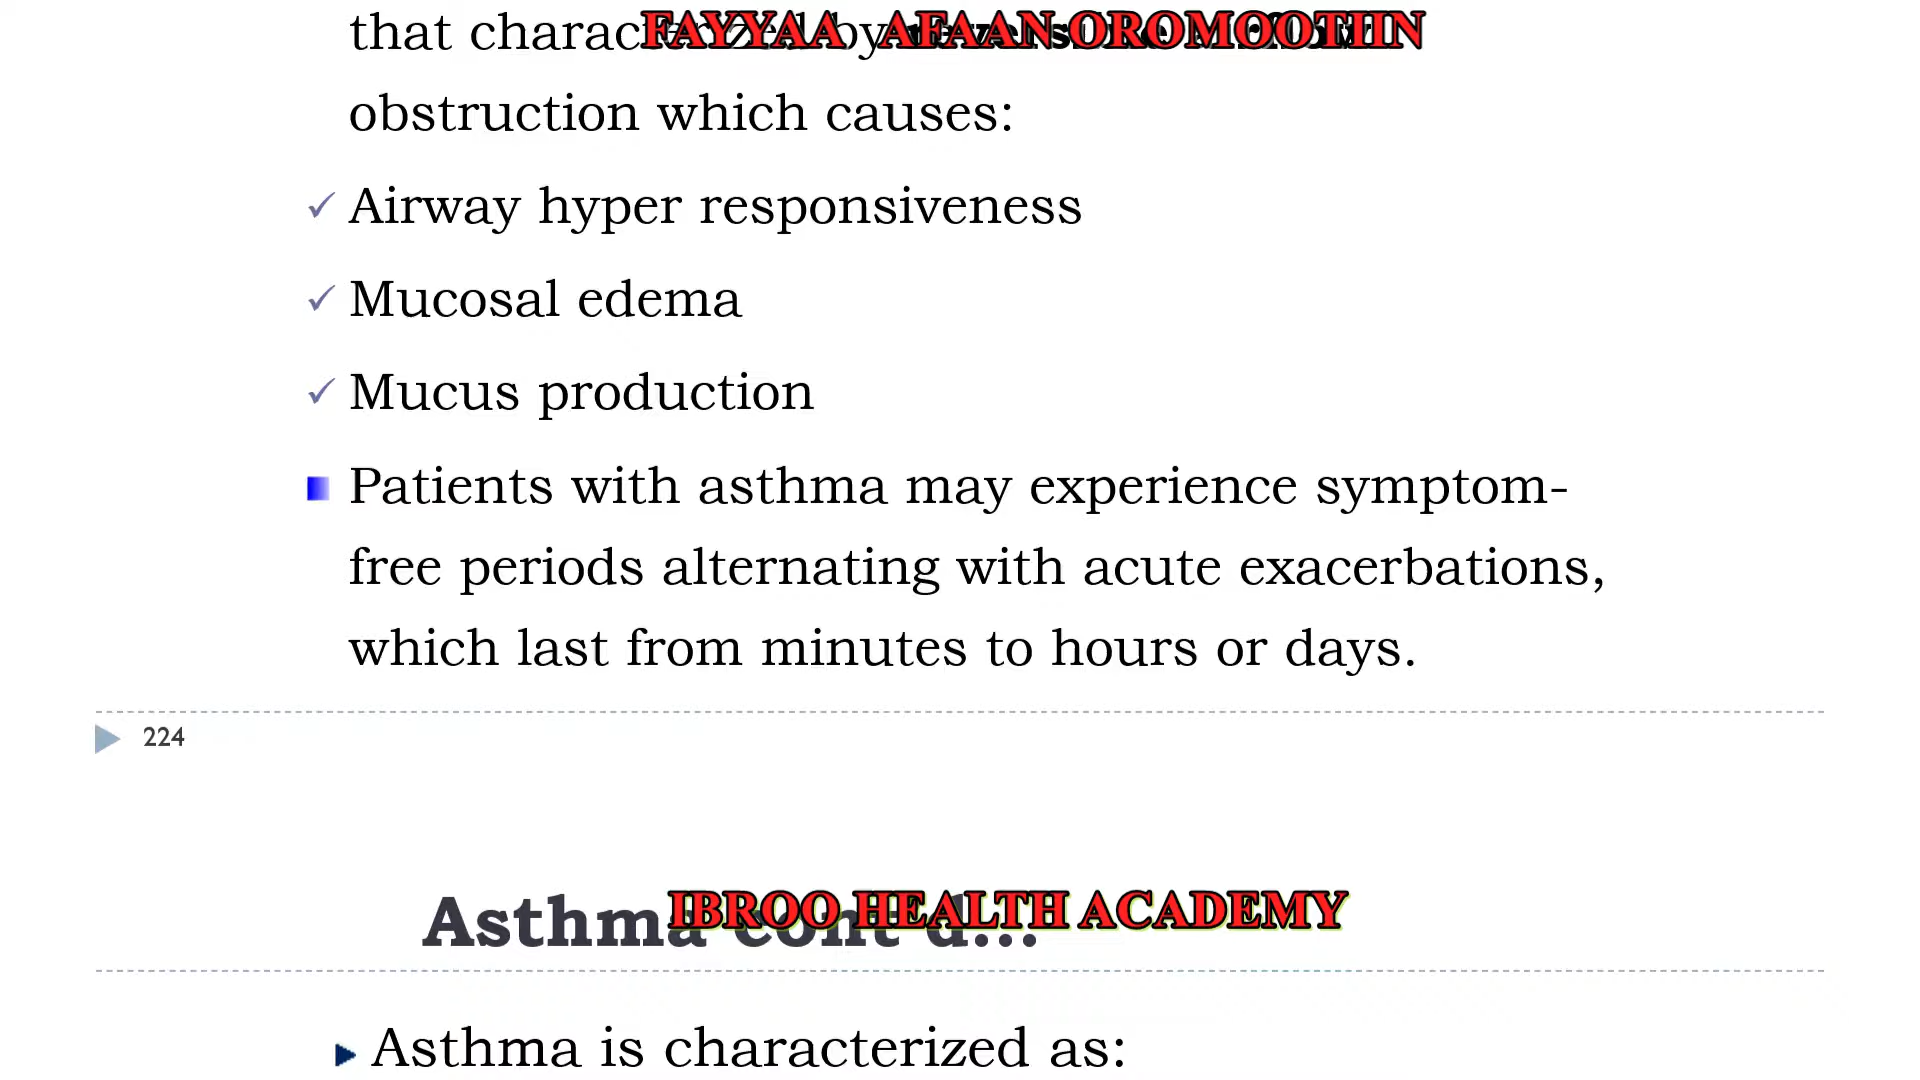 that characterized by
FAYYAA AFAAN OROMOOTIIN
obstruction which causes:
✓ Airway hyper responsiveness
✓ Mucosal edema
✓ Mucus production
Patients with asthma may experience symptom-
free periods alternating with acute exacerbations,
which last from minutes to hours or days.
224
Asthma cont'd...
IBROO HEALTH ACADEMY
Asthma is characterized as: